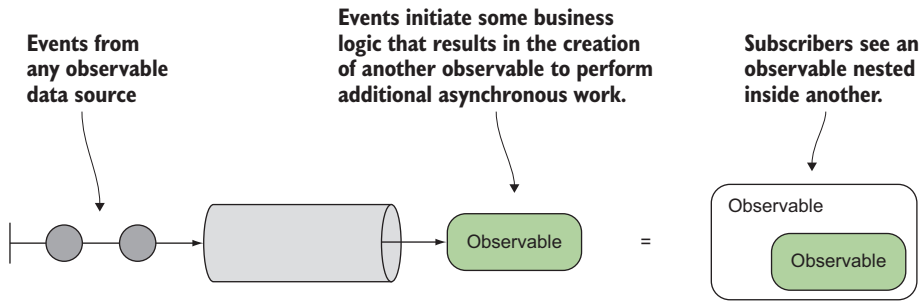 Events from
any observable
data source
Events initiate some business
logic that results in the creation
of another observable to perform
additional asynchronous work.
Subscribers see an
observable nested
inside another.
Observable
=
Observable
Observable